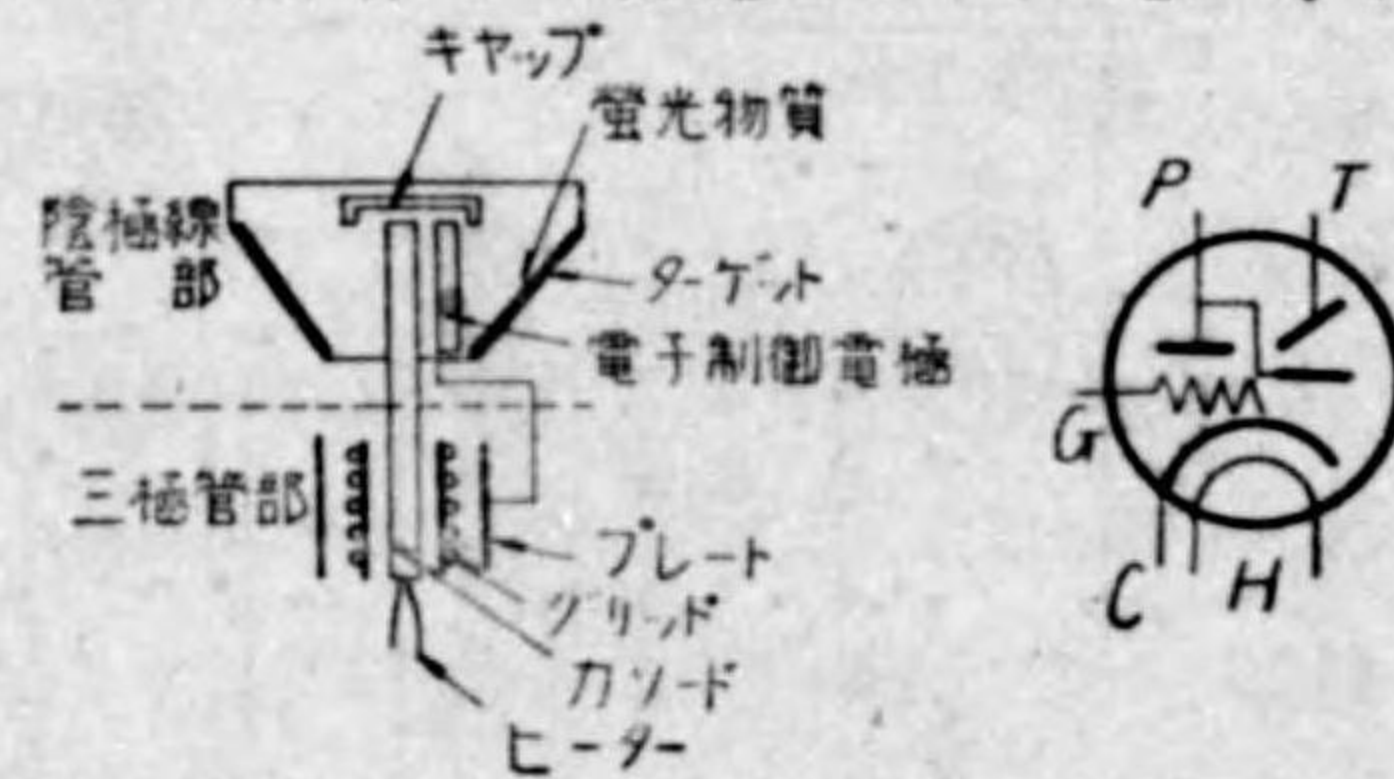 キャップ
螢光物質
陰極線
管部
ターゲット
電子制御電極
三極管部
プレート
グリッド
カソード
ヒーター
P
T
G
C
H